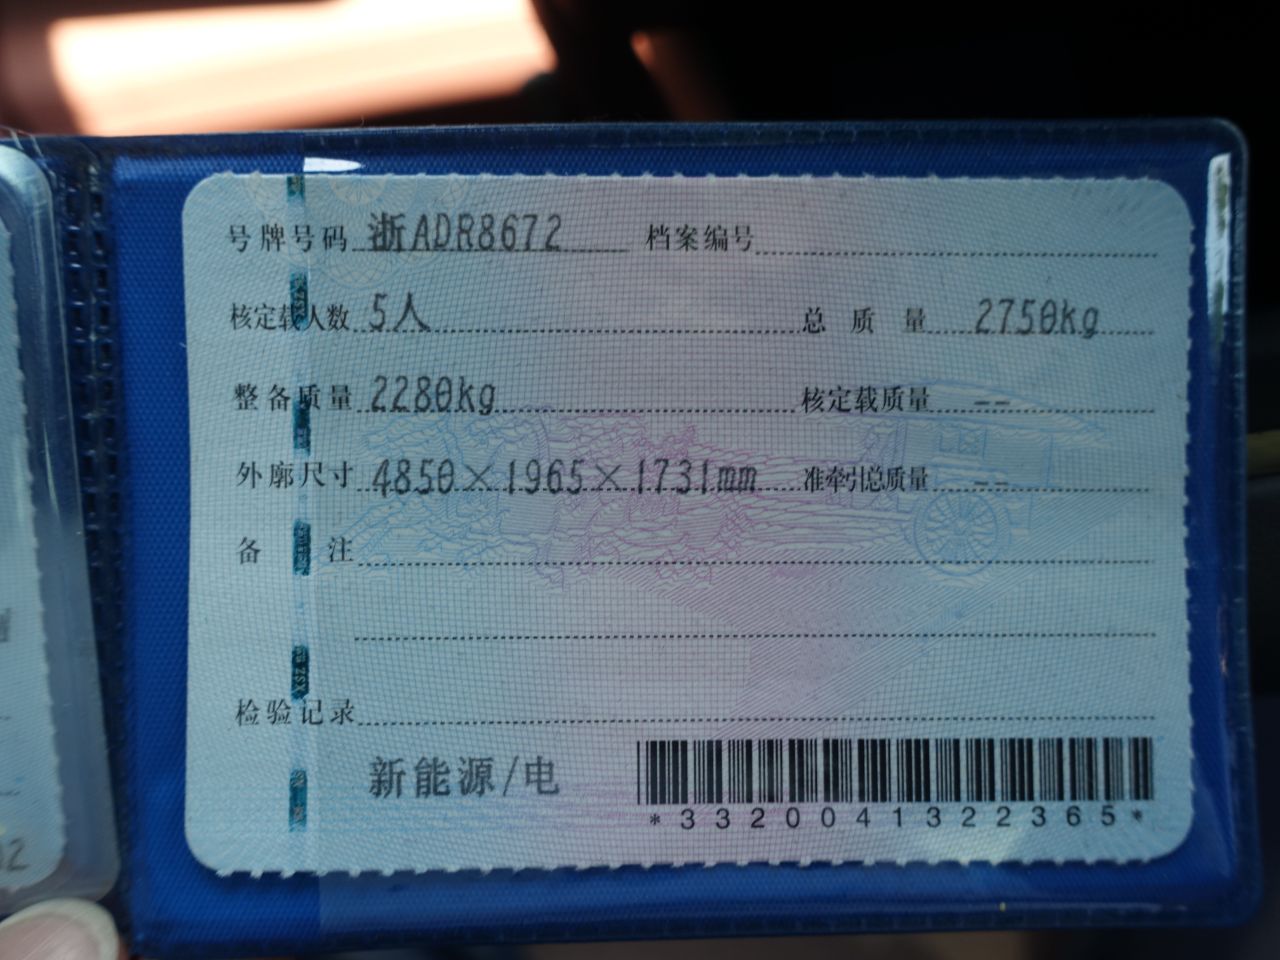 号牌号码 浙ADR8672 档案编号
核定载人数 5人 总质量 2750kg
整备质量 2280kg 核定载质量 --
外廓尺寸 4850×1965×1731mm 准牵引总质量 --
备注
检验记录
新能源/电
*3320041322365*